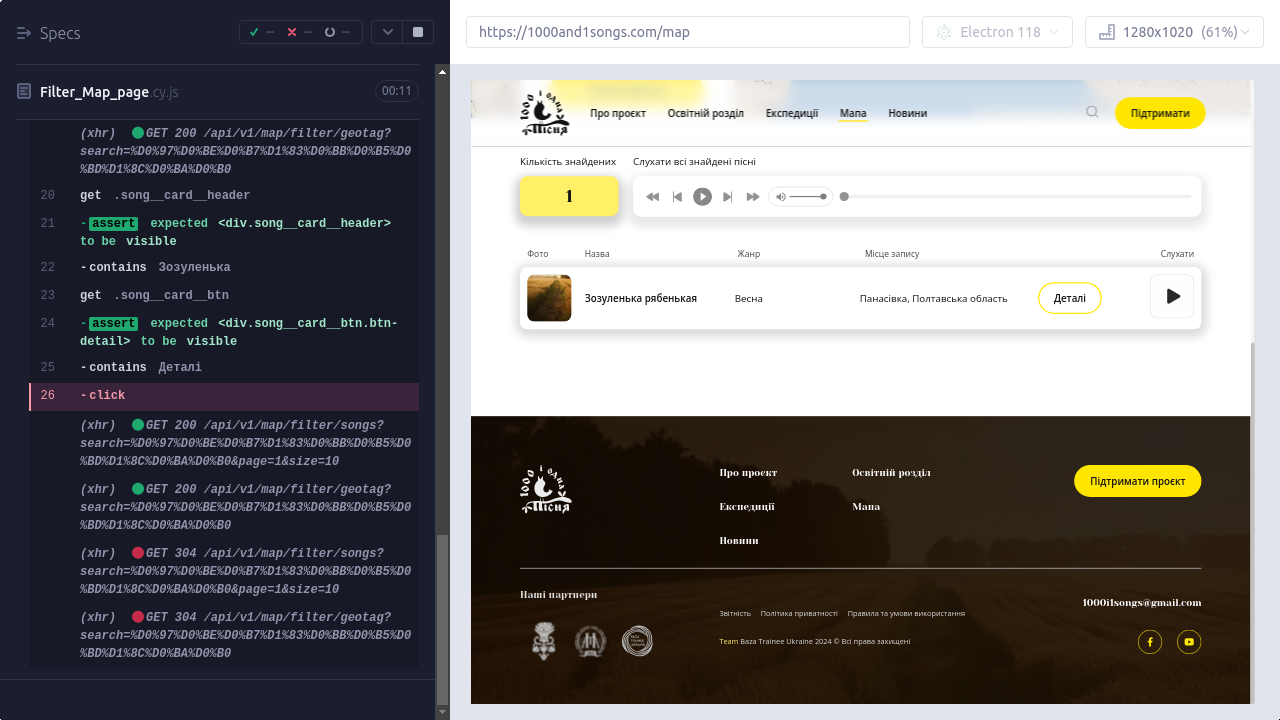 Specs
-- -- --
Filter_Map_page.cy.js
00:11
(xhr) GET 200 /api/v1/map/filter/geotag?
search=%D0%97%D0%BE%D0%B7%D1%83%D0%BB%D0%B5%D0
%BD%D1%8C%D0%BA%D0%B0
20 get .song__card__header
21 -assert expected <div.song__card__header>
to be visible
22 -contains Зозуленька
23 get .song__card__btn
24 -assert expected <div.song__card__btn.btn-
detail> to be visible
25 -contains Деталі
26 -click
(xhr) GET 200 /api/v1/map/filter/songs?
search=%D0%97%D0%BE%D0%B7%D1%83%D0%BB%D0%B5%D0
%BD%D1%8C%D0%BA%D0%B0&page=1&size=10
(xhr) GET 200 /api/v1/map/filter/geotag?
search=%D0%97%D0%BE%D0%B7%D1%83%D0%BB%D0%B5%D0
%BD%D1%8C%D0%BA%D0%B0
(xhr) GET 304 /api/v1/map/filter/songs?
search=%D0%97%D0%BE%D0%B7%D1%83%D0%BB%D0%B5%D0
%BD%D1%8C%D0%BA%D0%B0&page=1&size=10
(xhr) GET 304 /api/v1/map/filter/geotag?
search=%D0%97%D0%BE%D0%B7%D1%83%D0%BB%D0%B5%D0
%BD%D1%8C%D0%BA%D0%B0
https://1000and1songs.com/map
Electron 118
1280x1020 (61%)
Про проєкт Освітній розділ Експедиції Мапа Новини
Підтримати
Кількість знайдених Слухати всі знайдені пісні
1
Фото Назва Жанр Місце запису Слухати
Зозуленька рябенькая Весна Панасівка, Полтавська область Деталі
1000 і одна Пісня
Про проєкт Освітній розділ
Підтримати проєкт
Експедиції Мапа
Новини
Наші партнери
1000i1songs@gmail.com
Звітність Політика приватності Правила та умови використання
Team Baza Trainee Ukraine 2024 © Всі права захищені